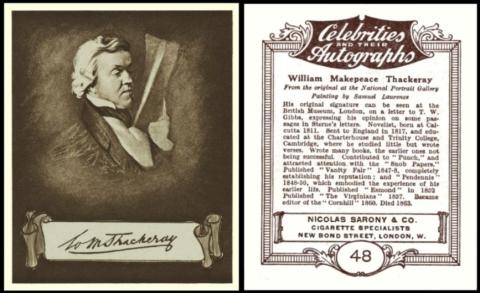 W M Thackeray
Celebrities
AND THEIR
Autographs
William Makepeace Thackeray
From the original at the National Portrait Gallery
Painting by Samuel Laurence
His original signature can be seen at the
British Museum, London, on a letter to T. W.
Gibbs, expressing his opinion on some pas-
sages in Sterne's letters. Novelist, born at Cal-
cutta 1811. Sent to England in 1817, and edu-
cated at the Charterhouse and Trinity College,
Cambridge, where he studied little but wrote
verses. Wrote many books, the earlier ones not
being successful. Contributed to "Punch," and
attracted attention with the "Snob Papers."
Published "Vanity Fair" 1847-8, completely
establishing his reputation; and "Pendennis"
1848-50, which embodied the experience of his
earlier life. Published "Esmond" in 1852
Published "The Virginians" 1857. Became
editor of the "Cornhill" 1860. Died 1863.
NICOLAS SARONY & CO.
CIGARETTE SPECIALISTS
NEW BOND STREET, LONDON, W.
48